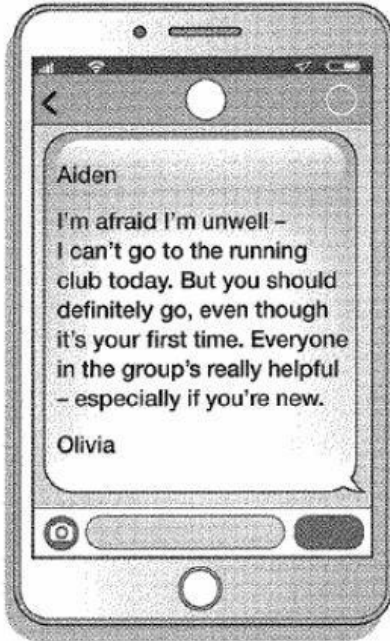 Aiden
I'm afraid I'm unwell –
I can't go to the running
club today. But you should
definitely go, even though
it's your first time. Everyone
in the group's really helpful
– especially if you're new.
Olivia